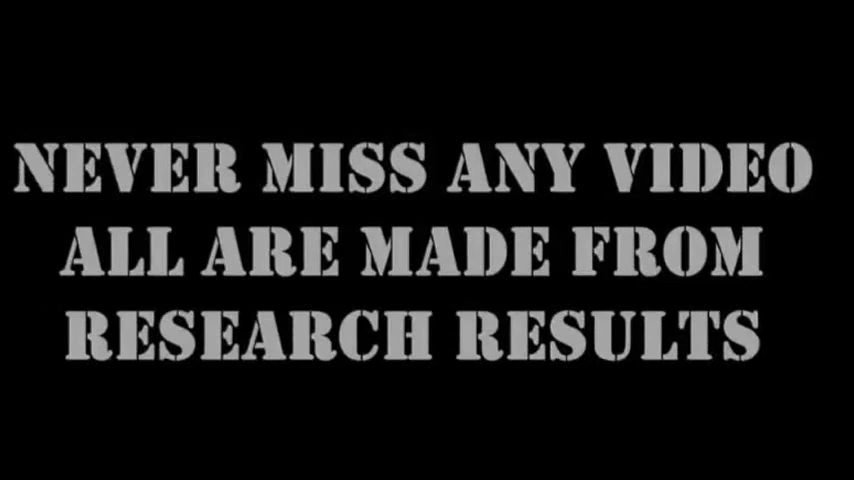 NEVER MISS ANY VIDEO
ALL ARE MADE FROM
RESEARCH RESULTS